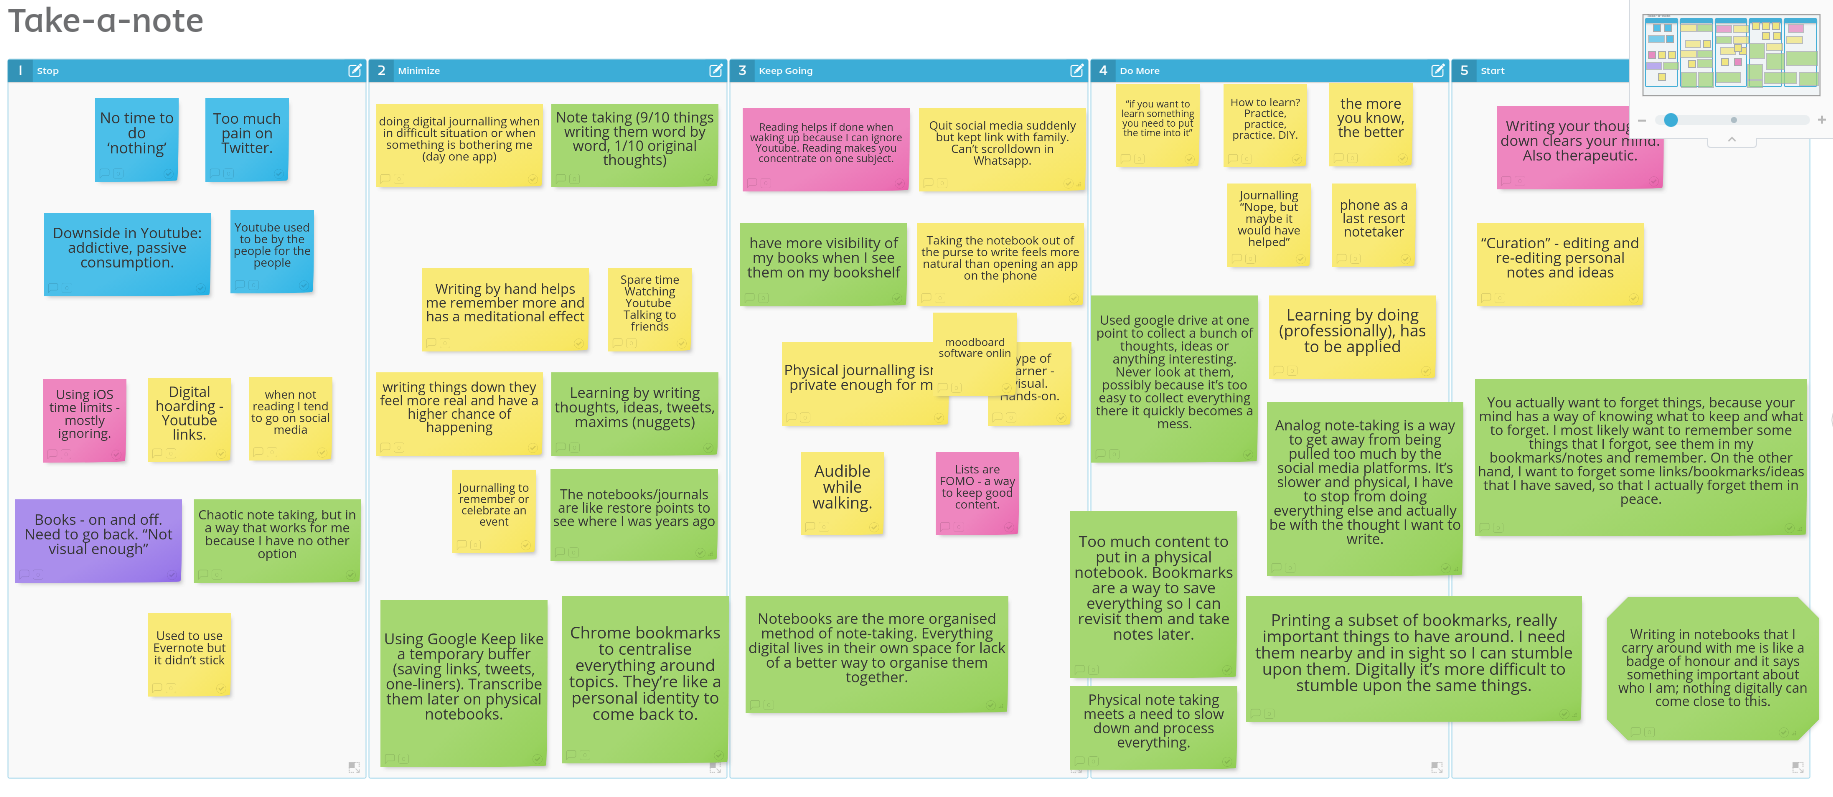 Take-a-note
1 Stop
No time to
do
‘nothing’
Too much
pain on
Twitter.
Downside in Youtube:
addictive, passive
consumption.
Youtube used
to be by the
people for the
people
Using iOS
time limits -
mostly
ignoring.
Digital
hoarding -
Youtube
links.
when not
reading I tend
to go on social
media
Books - on and off.
Need to go back. “Not
visual enough”
Chaotic note taking, but in
a way that works for me
because I have no other
option
Used to use
Evernote but
it didn’t stick
2 Minimize
doing digital journalling when
in difficult situation or when
something is bothering me
(day one app)
Note taking (9/10 things
writing them word by
word, 1/10 original
thoughts)
Writing by hand helps
me remember more and
has a meditational effect
Spare time
Watching
Youtube
Talking to
friends
writing things down they
feel more real and have a
higher chance of
happening
Learning by writing
thoughts, ideas, tweets,
maxims (nuggets)
Journalling to
remember or
celebrate an
event
The notebooks/journals
are like restore points to
see where I was years ago
Using Google Keep like
a temporary buffer
(saving links, tweets,
one-liners). Transcribe
them later on physical
notebooks.
Chrome bookmarks
to centralise
everything around
topics. They’re like a
personal identity to
come back to.
3 Keep Going
Reading helps if done when
waking up because I can ignore
Youtube. Reading makes you
concentrate on one subject.
Quit social media suddenly
but kept link with family.
Can’t scrolldown in
Whatsapp.
have more visibility of
my books when I see
them on my bookshelf
Taking the notebook out of
the purse to write feels more
natural than opening an app
on the phone
moodboard
software onlin
Physical journalling
private enough for
ype of
arner -
visual.
Hands-on.
Audible
while
walking.
Lists are
FOMO - a way
to keep good
content.
Notebooks are the more organised
method of note-taking. Everything
digital lives in their own space for lack
of a better way to organise them
together.
4 Do More
“if you want to
learn something
you need to put
the time into it”
How to learn?
Practice,
practice,
practice. DIY.
the more
you know,
the better
Journalling
“Nope, but
maybe it
would have
helped”
phone as a
last resort
notetaker
Used google drive at one
point to collect a bunch of
thoughts, ideas or
anything interesting.
Never look at them,
possibly because it’s too
easy to collect everything
there it quickly becomes a
mess.
Learning by doing
(professionally), has
to be applied
Analog note-taking is a way
to get away from being
pulled too much by the
social media platforms. It’s
slower and physical, I have
to stop from doing
everything else and actually
be with the thought I want to
write.
Too much content to
put in a physical
notebook. Bookmarks
are a way to save
everything so I can
revisit them and take
notes later.
Physical note taking
meets a need to slow
down and process
everything.
Printing a subset of bookmarks, really
important things to have around. I need
them nearby and in sight so I can stumble
upon them. Digitally it’s more difficult to
stumble upon the same things.
5 Start
Writing your
down clears your mind.
Also therapeutic.
“Curation” - editing and
re-editing personal
notes and ideas
You actually want to forget things, because your
mind has a way of knowing what to keep and what
to forget. I most likely want to remember some
things that I forgot, see them in my
bookmarks/notes and remember. On the other
hand, I want to forget some links/bookmarks/ideas
that I have saved, so that I actually forget them in
peace.
Writing in notebooks that I
carry around with me is like a
badge of honour and it says
something important about
who I am; nothing digitally can
come close to this.